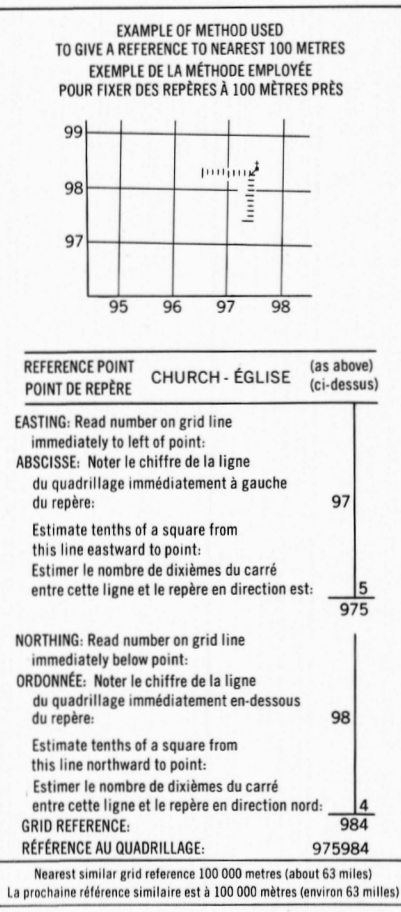 EXAMPLE OF METHOD USED
TO GIVE A REFERENCE TO NEAREST 100 METRES
EXEMPLE DE LA MÉTHODE EMPLOYÉE
POUR FIXER DES REPÈRES À 100 MÈTRES PRÈS
99
98
97
95 96 97 98
REFERENCE POINT
POINT DE REPÈRE
CHURCH - ÉGLISE
(as above)
(ci-dessus)
EASTING: Read number on grid line
immediately to left of point:
ABSCISSE: Noter le chiffre de la ligne
du quadrillage immédiatement à gauche
du repère: 97
Estimate tenths of a square from
this line eastward to point:
Estimer le nombre de dixièmes du carré
entre cette ligne et le repère en direction est: 5
975
NORTHING: Read number on grid line
immediately below point:
ORDONNÉE: Noter le chiffre de la ligne
du quadrillage immédiatement en-dessous
du repère: 98
Estimate tenths of a square from
this line northward to point:
Estimer le nombre de dixièmes du carré
entre cette ligne et le repère en direction nord: 4
GRID REFERENCE: 984
RÉFÉRENCE AU QUADRILLAGE: 975984
Nearest similar grid reference 100 000 metres (about 63 miles)
La prochaine référence similaire est à 100 000 mètres (environ 63 milles)